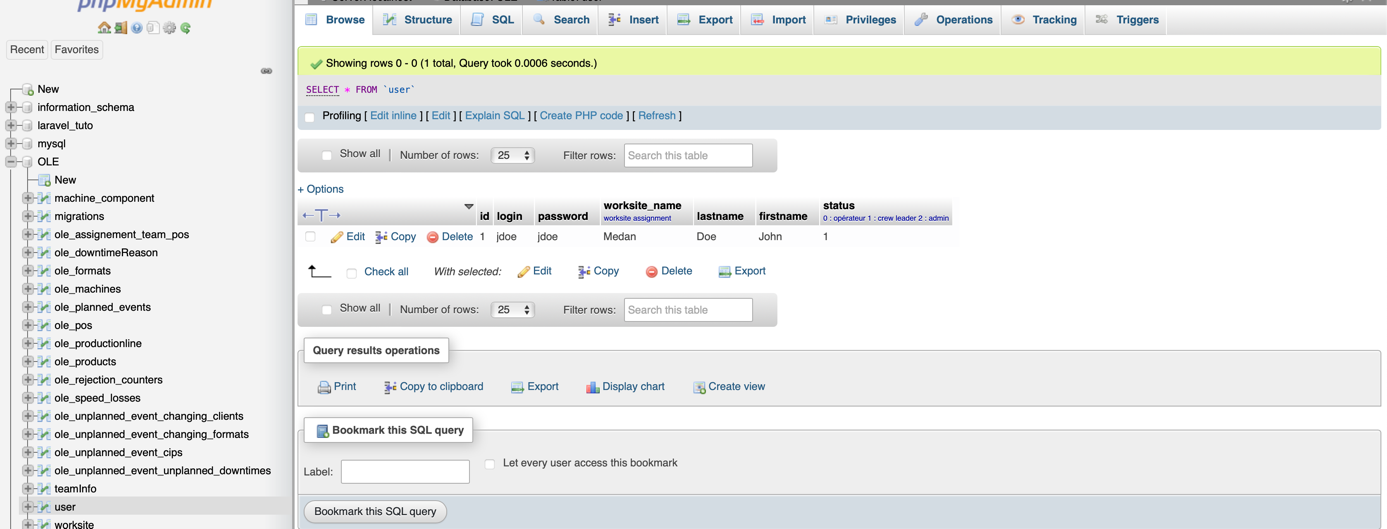 phpMyAdmin
Recent Favorites
New
information_schema
laravel_tuto
mysql
OLE
New
machine_component
migrations
ole_assignement_team_pos
ole_downtimeReason
ole_formats
ole_machines
ole_planned_events
ole_pos
ole_productionline
ole_products
ole_rejection_counters
ole_speed_losses
ole_unplanned_event_changing_clients
ole_unplanned_event_changing_formats
ole_unplanned_event_cips
ole_unplanned_event_unplanned_downtimes
teamInfo
user
worksite
Browse Structure SQL Search Insert Export Import Privileges Operations Tracking Triggers
Showing rows 0 - 0 (1 total, Query took 0.0006 seconds.)
SELECT * FROM `user`
Profiling [ Edit inline ] [ Edit ] [ Explain SQL ] [ Create PHP code ] [ Refresh ]
Show all | Number of rows: 25 Filter rows: Search this table
+ Options
←T→ id login password worksite_name lastname firstname status
worksite assignment 0 : opérateur 1 : crew leader 2 : admin
Edit Copy Delete 1 jdoe jdoe Medan Doe John 1
Check all With selected: Edit Copy Delete Export
Show all | Number of rows: 25 Filter rows: Search this table
Query results operations
Print Copy to clipboard Export Display chart Create view
Bookmark this SQL query
Label: Let every user access this bookmark
Bookmark this SQL query